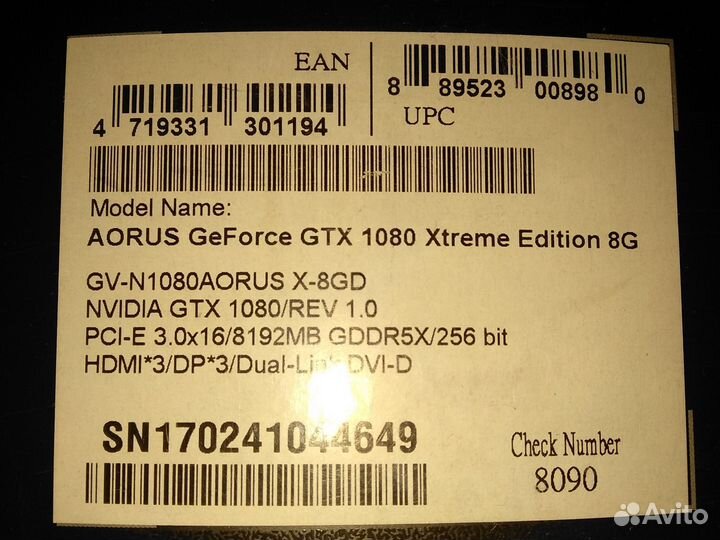 EAN
4 719331 301194
8 89523 00898 0
UPC
Model Name:
AORUS GeForce GTX 1080 Xtreme Edition 8G
GV-N1080AORUS X-8GD
NVIDIA GTX 1080/REV 1.0
PCI-E 3.0x16/8192MB GDDR5X/256 bit
HDMI*3/DP*3/Dual-Link DVI-D
SN170241044649
Check Number
8090
Avito